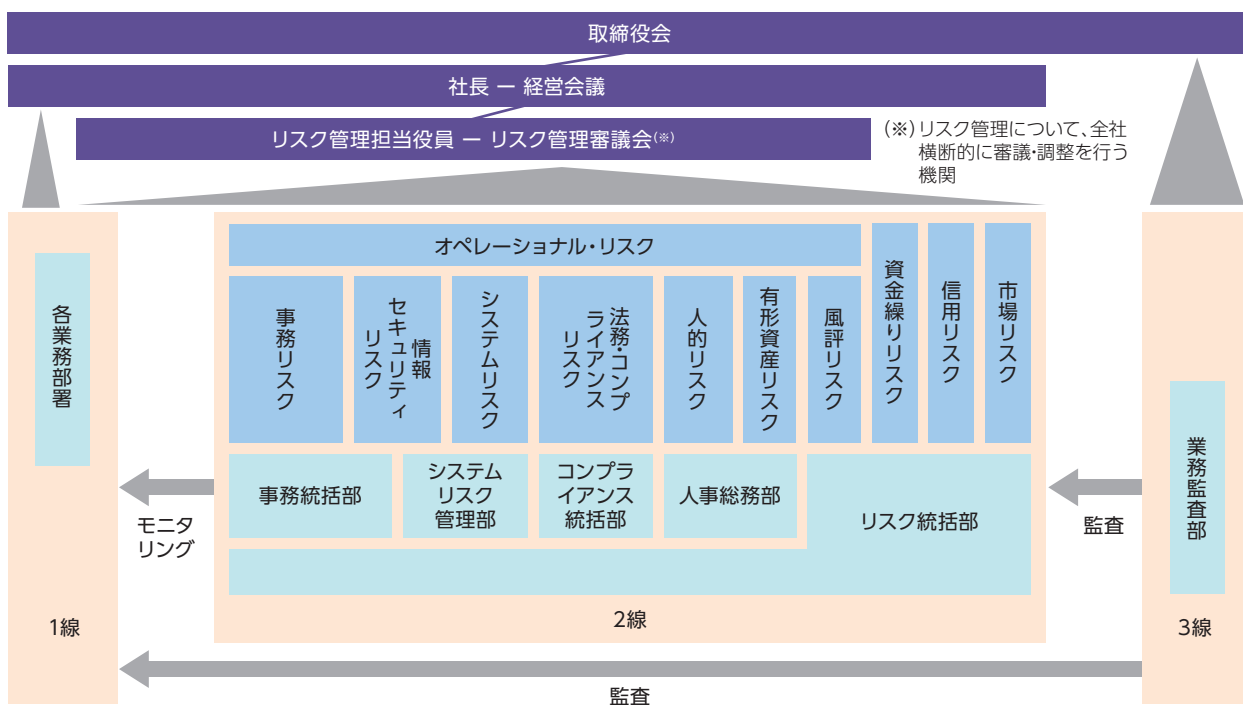 取締役会
社長 ー 経営会議
リスク管理担当役員 ー リスク管理審議会(※)
(※)リスク管理について、全社
横断的に審議・調整を行う
機関
各業務部署
1線
モニタ
リング
オペレーショナル・リスク
事務リスク
情報
セキュリティ
リスク
システムリスク
法務・コンプ
ライアンス
リスク
人的リスク
有形資産リスク
風評リスク
資金繰りリスク
信用リスク
市場リスク
事務統括部
システム
リスク
管理部
コンプラ
イアンス
統括部
人事総務部
リスク統括部
2線
監査
業務監査部
3線
監査